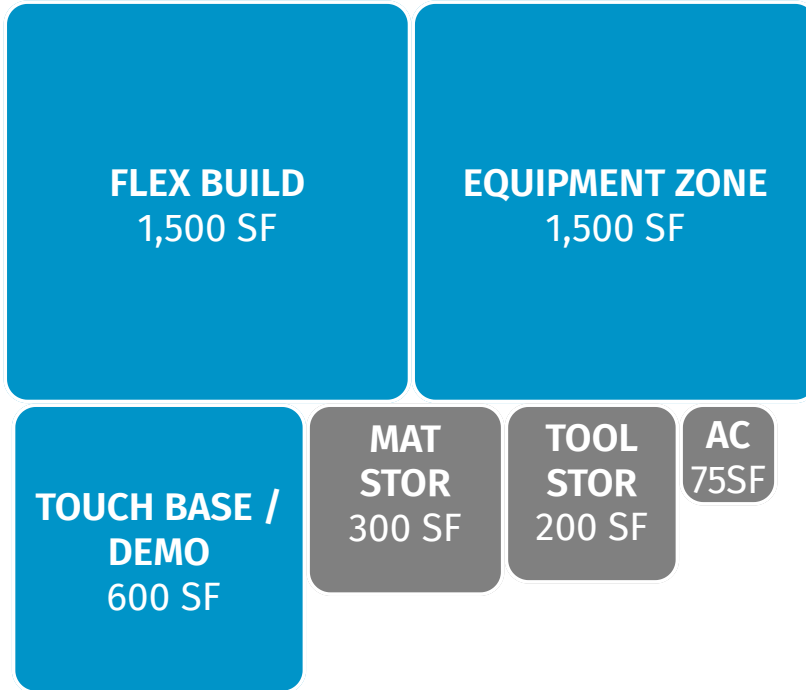 FLEX BUILD
1,500 SF
EQUIPMENT ZONE
1,500 SF
TOUCH BASE /
DEMO
600 SF
MAT
STOR
300 SF
TOOL
STOR
200 SF
AC
75SF